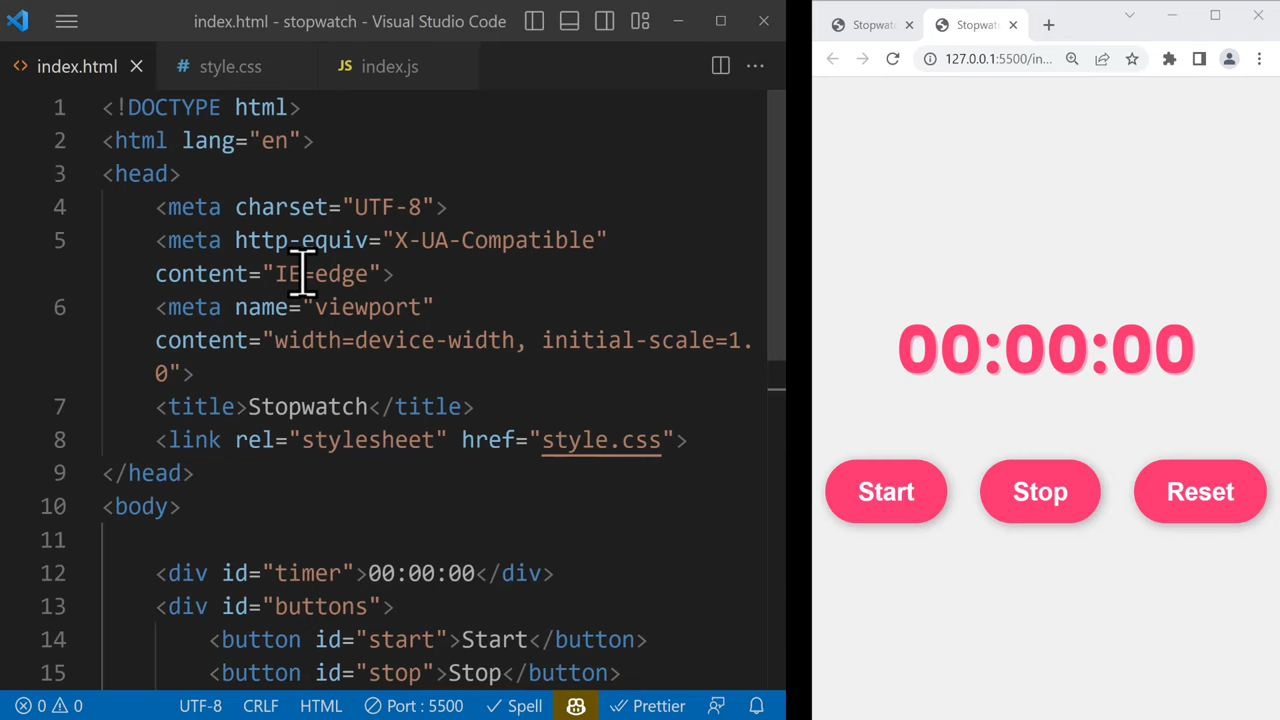 index.html - stopwatch - Visual Studio Code
index.html
style.css
JS index.js
1 <!DOCTYPE html>
2 <html lang="en">
3 <head>
4 <meta charset="UTF-8">
5 <meta http-equiv="X-UA-Compatible"
content="IE=edge">
6 <meta name="viewport"
content="width=device-width, initial-scale=1.
0">
7 <title>Stopwatch</title>
8 <link rel="stylesheet" href="style.css">
9 </head>
10 <body>
11
12 <div id="timer">00:00:00</div>
13 <div id="buttons">
14 <button id="start">Start</button>
15 <button id="stop">Stop</button>
0 0 UTF-8 CRLF HTML Port : 5500 Spell Prettier
Stopwat Stopwat
127.0.0.1:5500/in...
00:00:00
Start Stop Reset